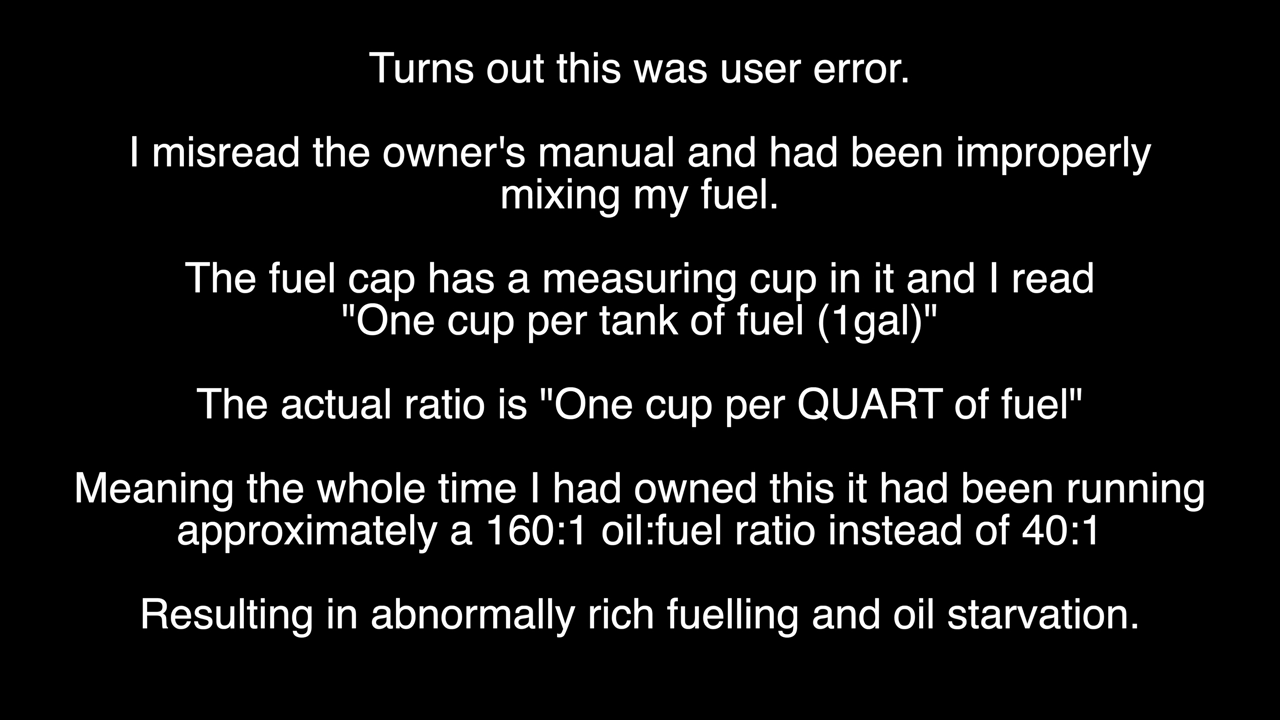 Turns out this was user error.
I misread the owner's manual and had been improperly
mixing my fuel.
The fuel cap has a measuring cup in it and I read
"One cup per tank of fuel (1gal)"
The actual ratio is "One cup per QUART of fuel"
Meaning the whole time I had owned this it had been running
approximately a 160:1 oil:fuel ratio instead of 40:1
Resulting in abnormally rich fuelling and oil starvation.